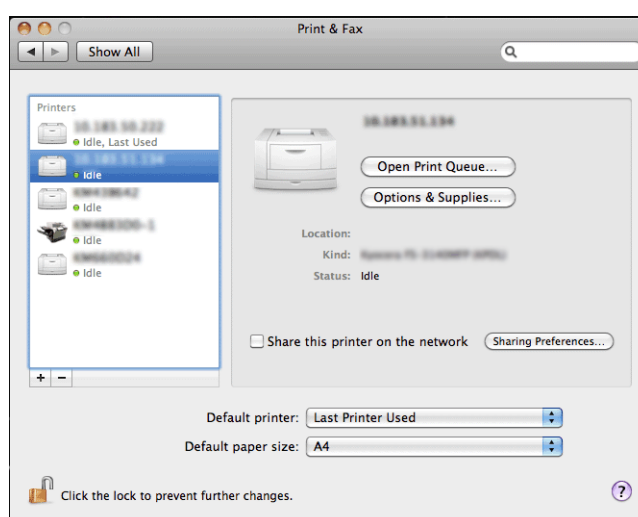 Print & Fax
Show All
Printers
Idle, Last Used
Idle
Idle
Idle
Idle
Open Print Queue...
Options & Supplies...
Location:
Kind:
Status: Idle
Share this printer on the network
Sharing Preferences...
+ −
Default printer: Last Printer Used
Default paper size: A4
Click the lock to prevent further changes.
?